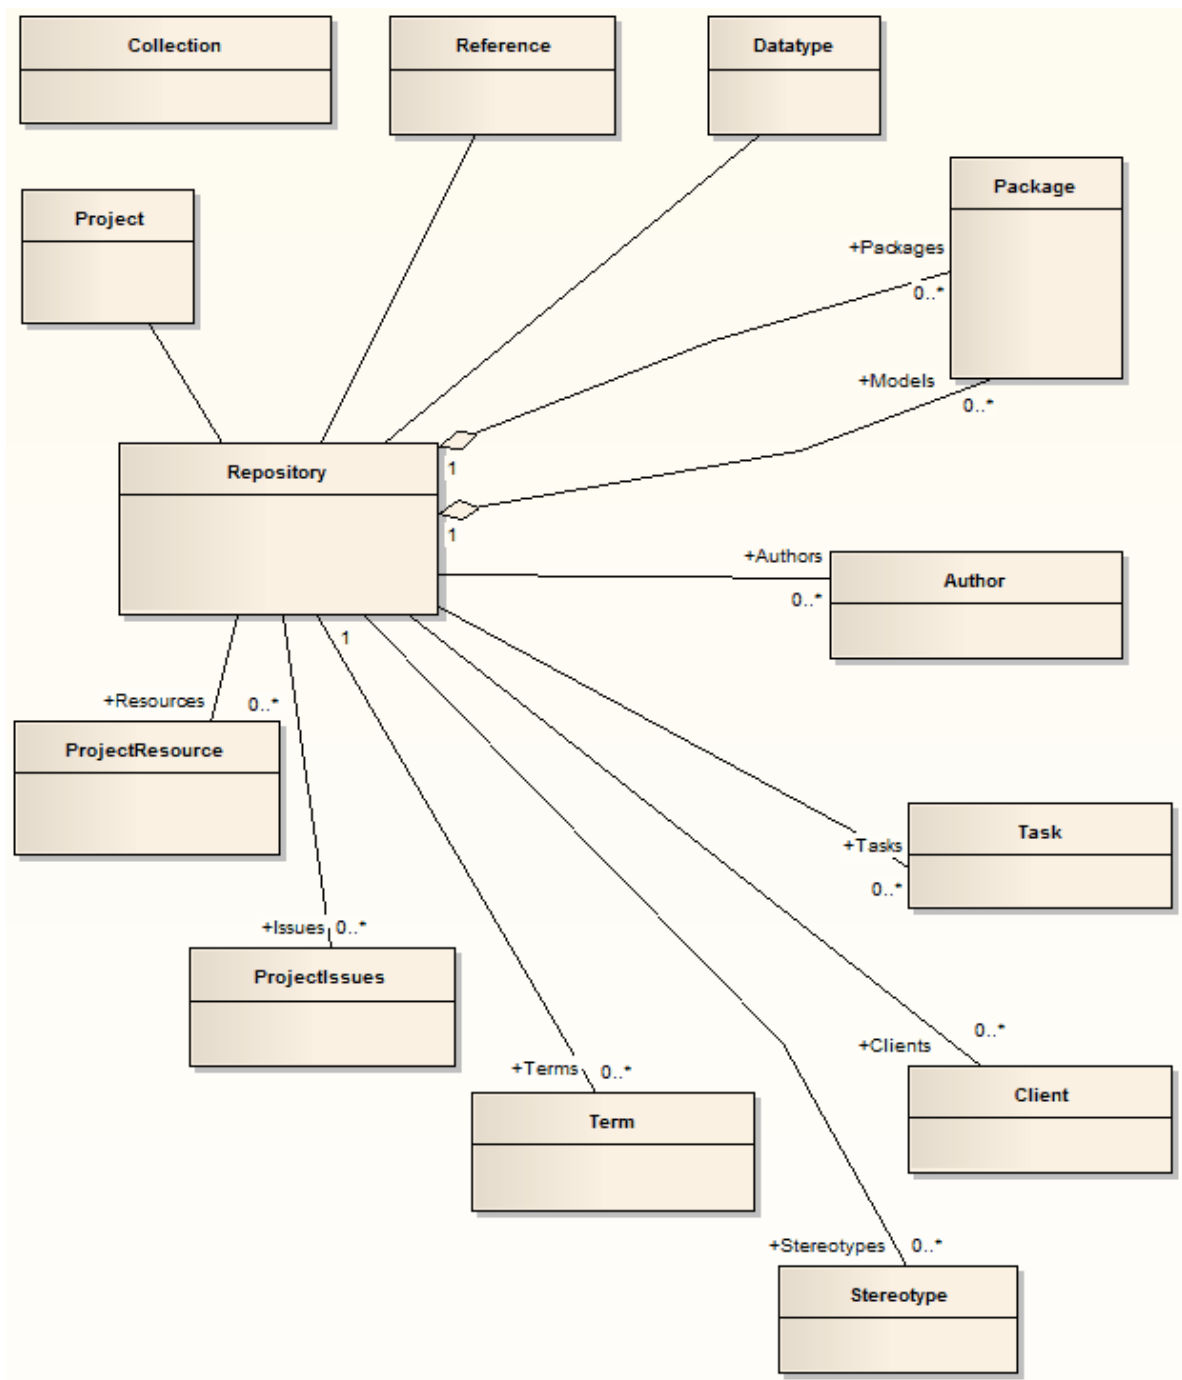 Collection
Reference
Datatype
Package
Project
+Packages
0..*
+Models
0..*
Repository
1
1
+Authors
0..*
Author
1
+Resources
0..*
ProjectResource
Task
+Tasks
0..*
+Issues 0..*
ProjectIssues
+Clients
0..*
Client
+Terms 0..*
Term
+Stereotypes 0..*
Stereotype